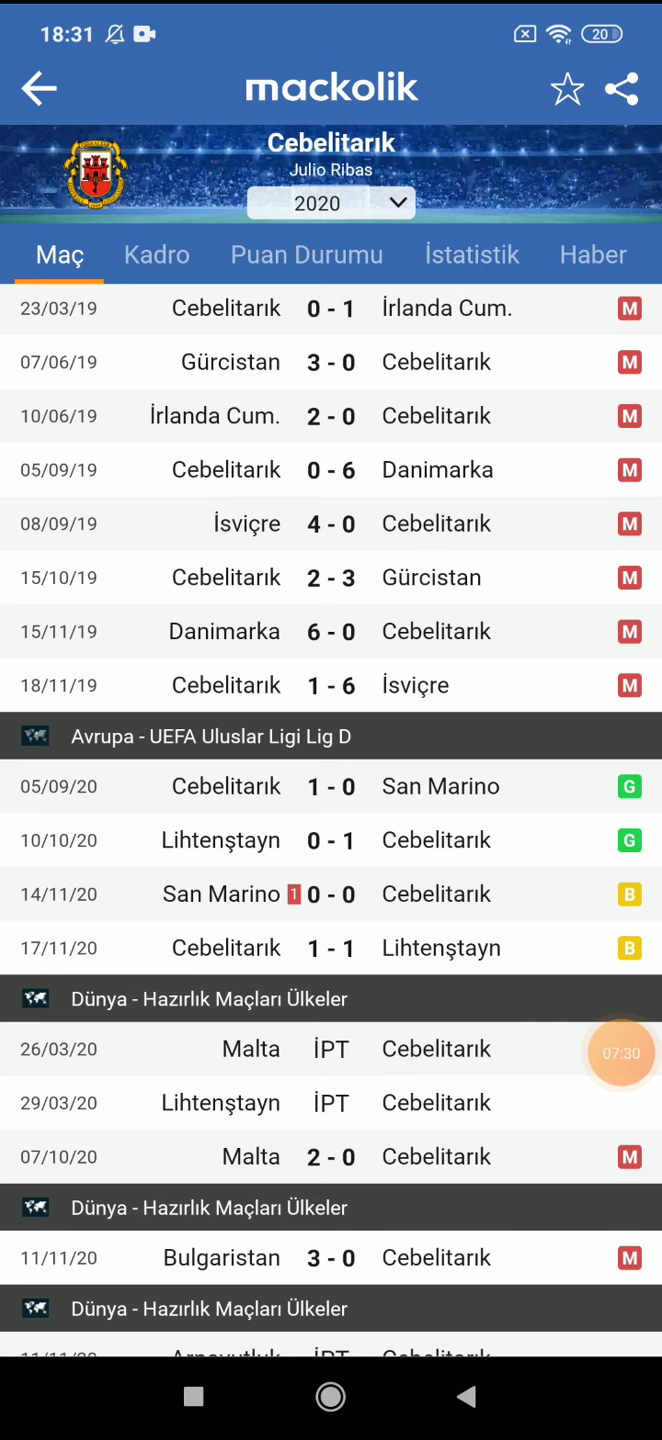 18:31 20
mackolik
Cebelitarık
Julio Ribas
2020
Maç Kadro Puan Durumu İstatistik Haber
23/03/19 Cebelitarık 0 - 1 İrlanda Cum. M
07/06/19 Gürcistan 3 - 0 Cebelitarık M
10/06/19 İrlanda Cum. 2 - 0 Cebelitarık M
05/09/19 Cebelitarık 0 - 6 Danimarka M
08/09/19 İsviçre 4 - 0 Cebelitarık M
15/10/19 Cebelitarık 2 - 3 Gürcistan M
15/11/19 Danimarka 6 - 0 Cebelitarık M
18/11/19 Cebelitarık 1 - 6 İsviçre M
Avrupa - UEFA Uluslar Ligi Lig D
05/09/20 Cebelitarık 1 - 0 San Marino G
10/10/20 Lihtenştayn 0 - 1 Cebelitarık G
14/11/20 San Marino 1 0 - 0 Cebelitarık B
17/11/20 Cebelitarık 1 - 1 Lihtenştayn B
Dünya - Hazırlık Maçları Ülkeler
26/03/20 Malta İPT Cebelitarık
07:30
29/03/20 Lihtenştayn İPT Cebelitarık
07/10/20 Malta 2 - 0 Cebelitarık M
Dünya - Hazırlık Maçları Ülkeler
11/11/20 Bulgaristan 3 - 0 Cebelitarık M
Dünya - Hazırlık Maçları Ülkeler
11/11/20 Arnavutluk İPT Cebelitarık